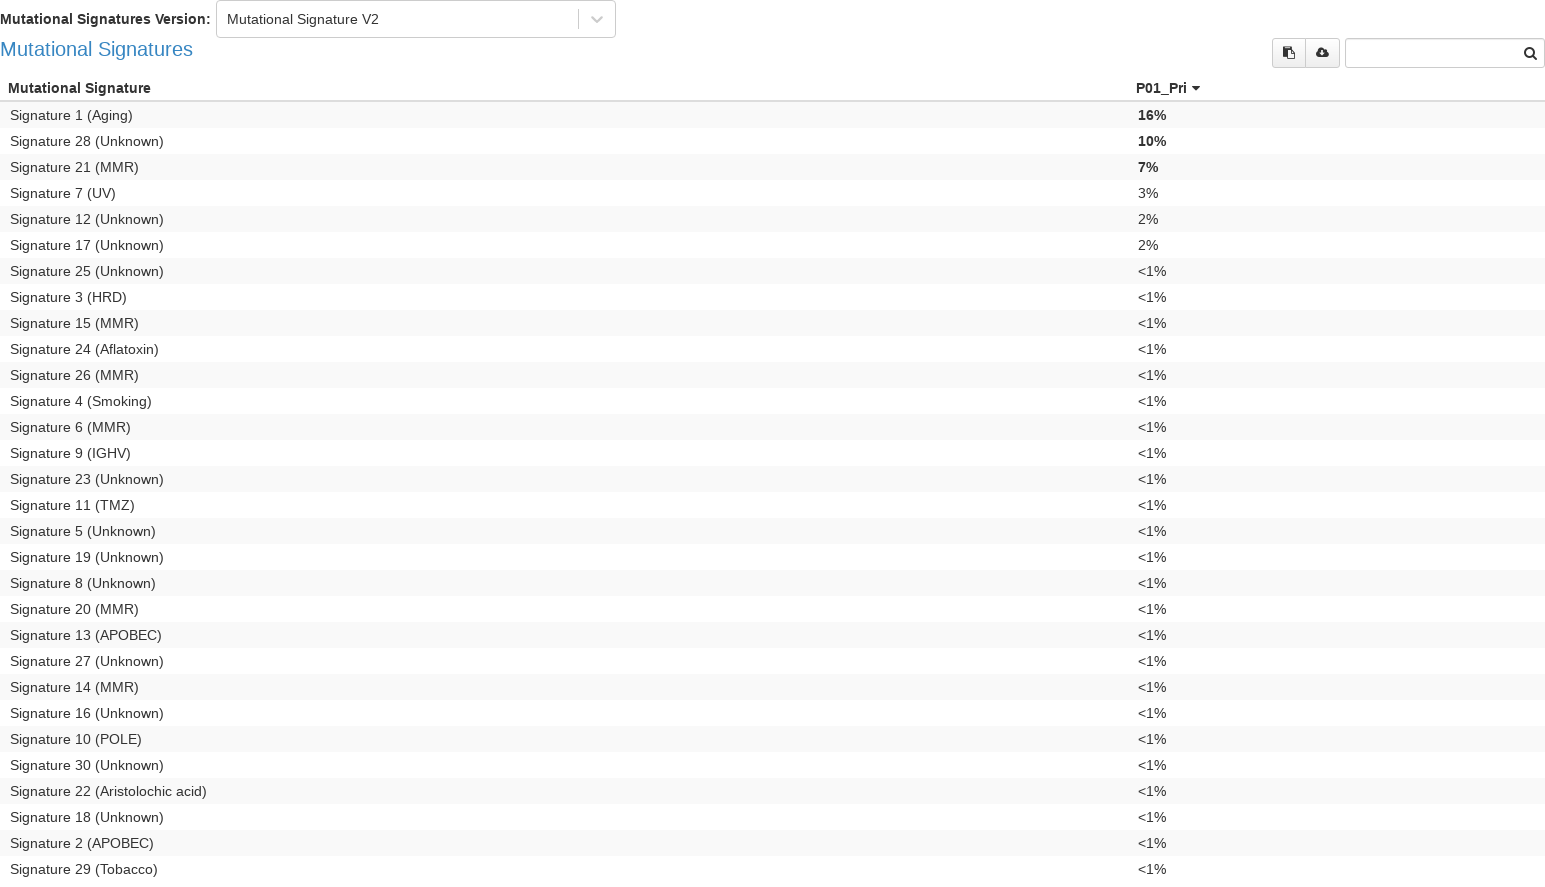 Mutational Signatures Version: Mutational Signature V2
Mutational Signatures
Mutational Signature P01_Pri
Signature 1 (Aging) 16%
Signature 28 (Unknown) 10%
Signature 21 (MMR) 7%
Signature 7 (UV) 3%
Signature 12 (Unknown) 2%
Signature 17 (Unknown) 2%
Signature 25 (Unknown) <1%
Signature 3 (HRD) <1%
Signature 15 (MMR) <1%
Signature 24 (Aflatoxin) <1%
Signature 26 (MMR) <1%
Signature 4 (Smoking) <1%
Signature 6 (MMR) <1%
Signature 9 (IGHV) <1%
Signature 23 (Unknown) <1%
Signature 11 (TMZ) <1%
Signature 5 (Unknown) <1%
Signature 19 (Unknown) <1%
Signature 8 (Unknown) <1%
Signature 20 (MMR) <1%
Signature 13 (APOBEC) <1%
Signature 27 (Unknown) <1%
Signature 14 (MMR) <1%
Signature 16 (Unknown) <1%
Signature 10 (POLE) <1%
Signature 30 (Unknown) <1%
Signature 22 (Aristolochic acid) <1%
Signature 18 (Unknown) <1%
Signature 2 (APOBEC) <1%
Signature 29 (Tobacco) <1%